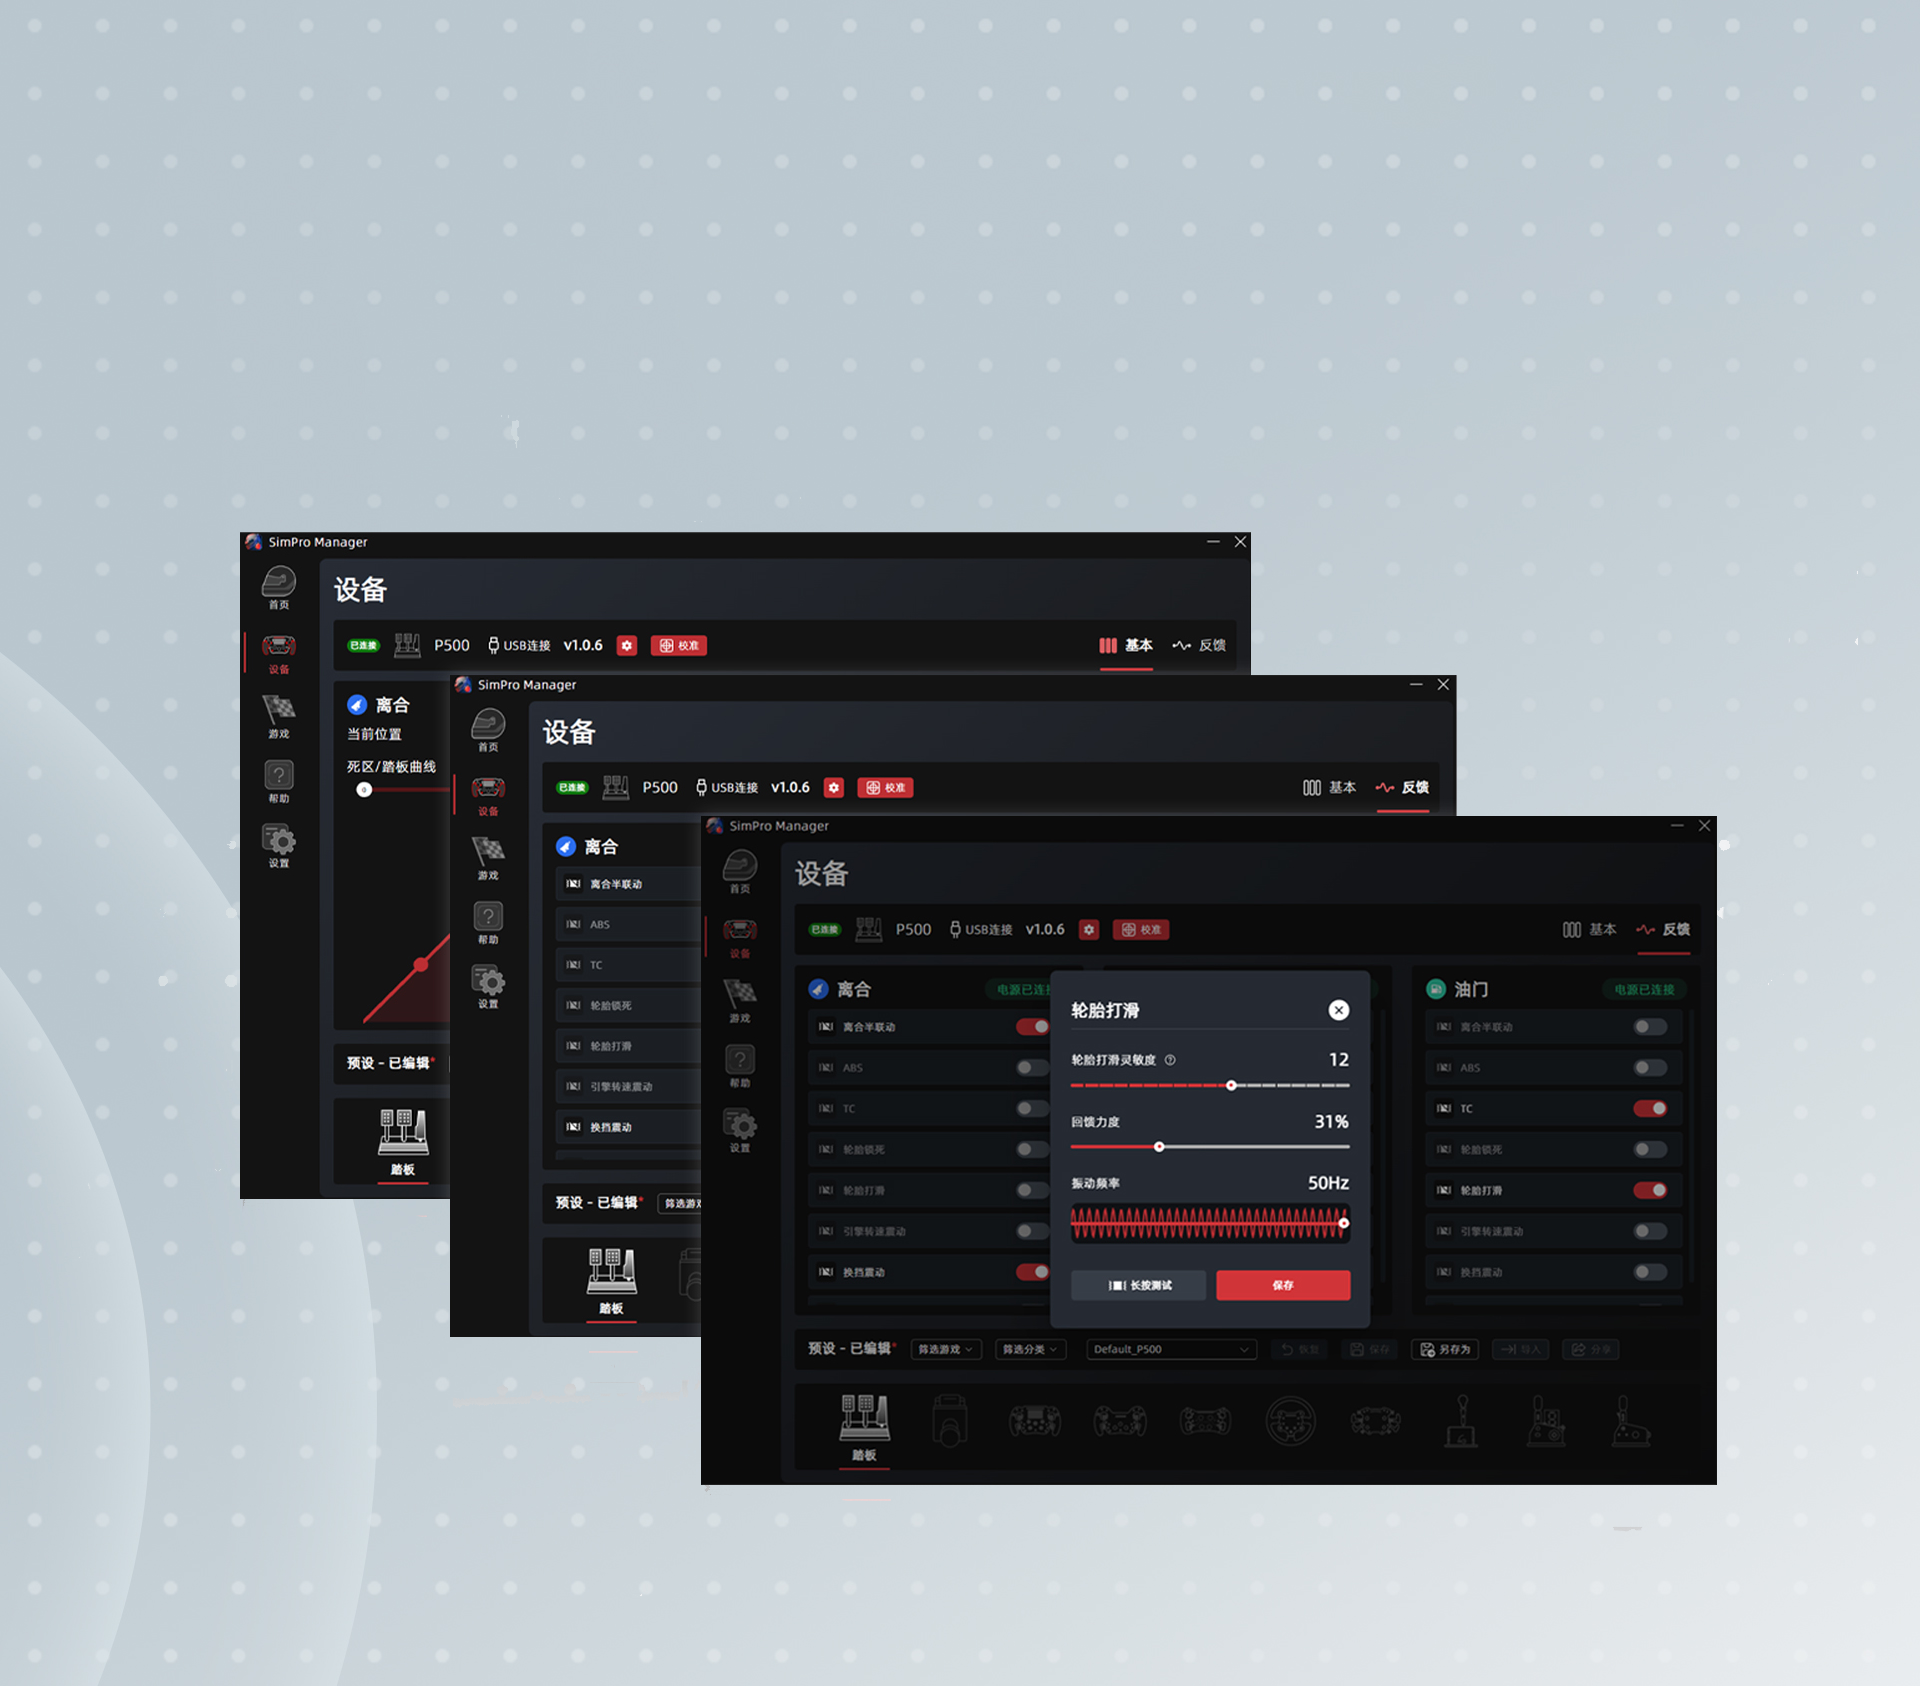 SimPro Manager
首页
设备
游戏
帮助
设置
设备
已连接 P500 USB连接 v1.0.6 校准 基本 反馈
离合
当前位置
死区/踏板曲线
预设 - 已编辑*
踏板
SimPro Manager
首页
设备
游戏
帮助
设置
设备
已连接 P500 USB连接 v1.0.6 校准 基本 反馈
离合
离合半联动
ABS
TC
轮胎锁死
轮胎打滑
引擎转速震动
换挡震动
预设 - 已编辑* 筛选游戏
踏板
SimPro Manager
首页
设备
游戏
帮助
设置
设备
已连接 P500 USB连接 v1.0.6 校准 基本 反馈
离合 电源已连接
离合半联动
ABS
TC
轮胎锁死
轮胎打滑
引擎转速震动
换挡震动
轮胎打滑
轮胎打滑灵敏度 12
回馈力度 31%
振动频率 50Hz
长按测试 保存
油门 电源已连接
离合半联动
ABS
TC
轮胎锁死
轮胎打滑
引擎转速震动
换挡震动
预设 - 已编辑* 筛选游戏 筛选分类 Default_P500 恢复 保存 另存为 导入 分享
踏板